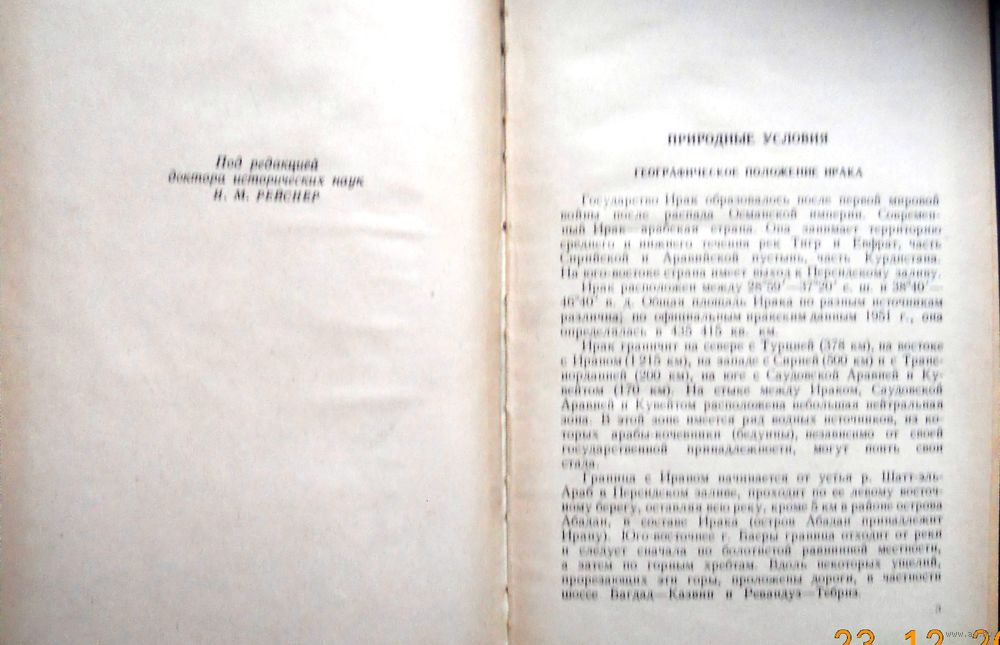 Под редакцией
доктора исторических наук
И. М. РЕЙСНЕР
ПРИРОДНЫЕ УСЛОВИЯ
ГЕОГРАФИЧЕСКОЕ ПОЛОЖЕНИЕ ИРАКА
Государство Ирак образовалось после первой мировой
войны после распада Османской империи. Современ-
ный Ирак—арабская страна. Она занимает территорию
среднего и нижнего течения рек Тигр и Евфрат, часть
Сирийской и Аравийской пустынь, часть Курдистана.
На юго-востоке страна имеет выход к Персидскому заливу.
Ирак расположен между 28°59′—37°20′ с. ш. и 38°40′—
46°40′ в. д. Общая площадь Ирака по разным источникам
различна; по официальным иракским данным 1951 г., она
определялась в 435 415 кв. км.
Ирак граничит на севере с Турцией (378 км), на востоке
с Ираном (1 215 км), на западе с Сирией (500 км) и с Транс-
иорданией (200 км), на юге с Саудовской Аравией и Ку-
вейтом (170 км). На стыке между Ираком, Саудовской
Аравией и Кувейтом расположена небольшая нейтральная
зона. В этой зоне имеется ряд водных источников, из ко-
торых арабы-кочевники (бедуины), независимо от своей
государственной принадлежности, могут поить свои
стада.
Граница с Ираном начинается от устья р. Шатт-эль-
Араб в Персидском заливе, проходит по ее левому восточ-
ному берегу, оставляя всю реку, кроме 5 км в районе острова
Абадан, в составе Ирака (остров Абадан принадлежит
Ирану). Юго-восточнее г. Басры граница отходит от реки
и следует сначала по болотистой равнинной местности,
а затем по горным хребтам. Вдоль некоторых ущелий,
прорезающих эти горы, проложены дороги, в частности
шоссе Багдад—Казвин и Ревандуз—Тебриз.
3
23 12 20